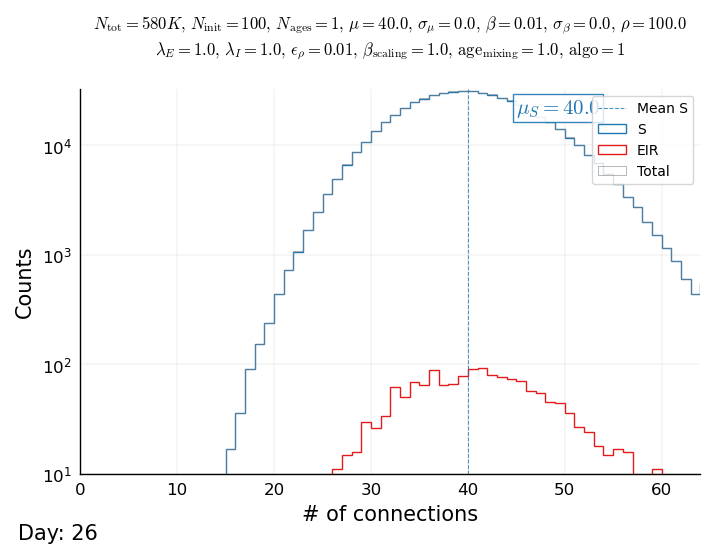 N_tot = 580K, N_init = 100, N_ages = 1, μ = 40.0, σ_μ = 0.0, β = 0.01, σ_β = 0.0, ρ = 100.0
λ_E = 1.0, λ_I = 1.0, ϵ_ρ = 0.01, β_scaling = 1.0, age_mixing = 1.0, algo = 1
μ_S = 40.0
Mean S
S
EIR
Total
Counts
10^4
10^3
10^2
10^1
0 10 20 30 40 50 60
# of connections
Day: 26